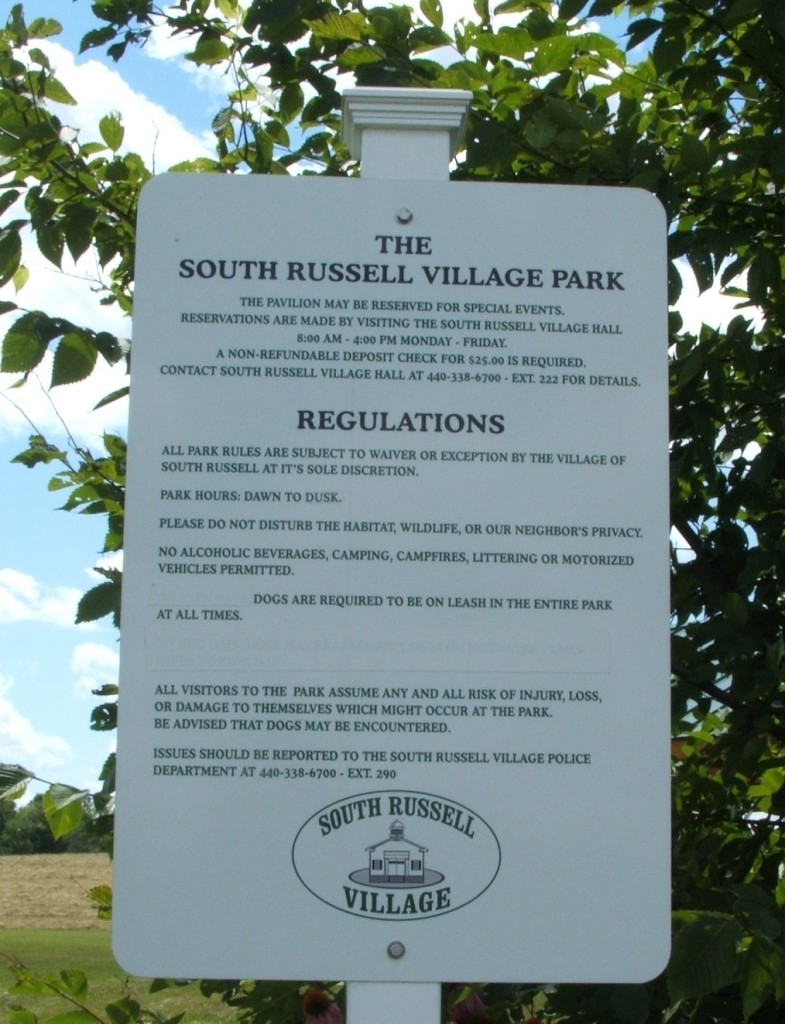 THE
SOUTH RUSSELL VILLAGE PARK
THE PAVILION MAY BE RESERVED FOR SPECIAL EVENTS.
RESERVATIONS ARE MADE BY VISITING THE SOUTH RUSSELL VILLAGE HALL
8:00 AM - 4:00 PM MONDAY - FRIDAY.
A NON-REFUNDABLE DEPOSIT CHECK FOR $25.00 IS REQUIRED.
CONTACT SOUTH RUSSELL VILLAGE HALL AT 440-338-6700 - EXT. 222 FOR DETAILS.
REGULATIONS
ALL PARK RULES ARE SUBJECT TO WAIVER OR EXCEPTION BY THE VILLAGE OF
SOUTH RUSSELL AT IT'S SOLE DISCRETION.
PARK HOURS: DAWN TO DUSK.
PLEASE DO NOT DISTURB THE HABITAT, WILDLIFE, OR OUR NEIGHBOR'S PRIVACY.
NO ALCOHOLIC BEVERAGES, CAMPING, CAMPFIRES, LITTERING OR MOTORIZED
VEHICLES PERMITTED.
DOGS ARE REQUIRED TO BE ON LEASH IN THE ENTIRE PARK
AT ALL TIMES.
ALL VISITORS TO THE PARK ASSUME ANY AND ALL RISK OF INJURY, LOSS,
OR DAMAGE TO THEMSELVES WHICH MIGHT OCCUR AT THE PARK.
BE ADVISED THAT DOGS MAY BE ENCOUNTERED.
ISSUES SHOULD BE REPORTED TO THE SOUTH RUSSELL VILLAGE POLICE
DEPARTMENT AT 440-338-6700 - EXT. 290
SOUTH RUSSELL
VILLAGE